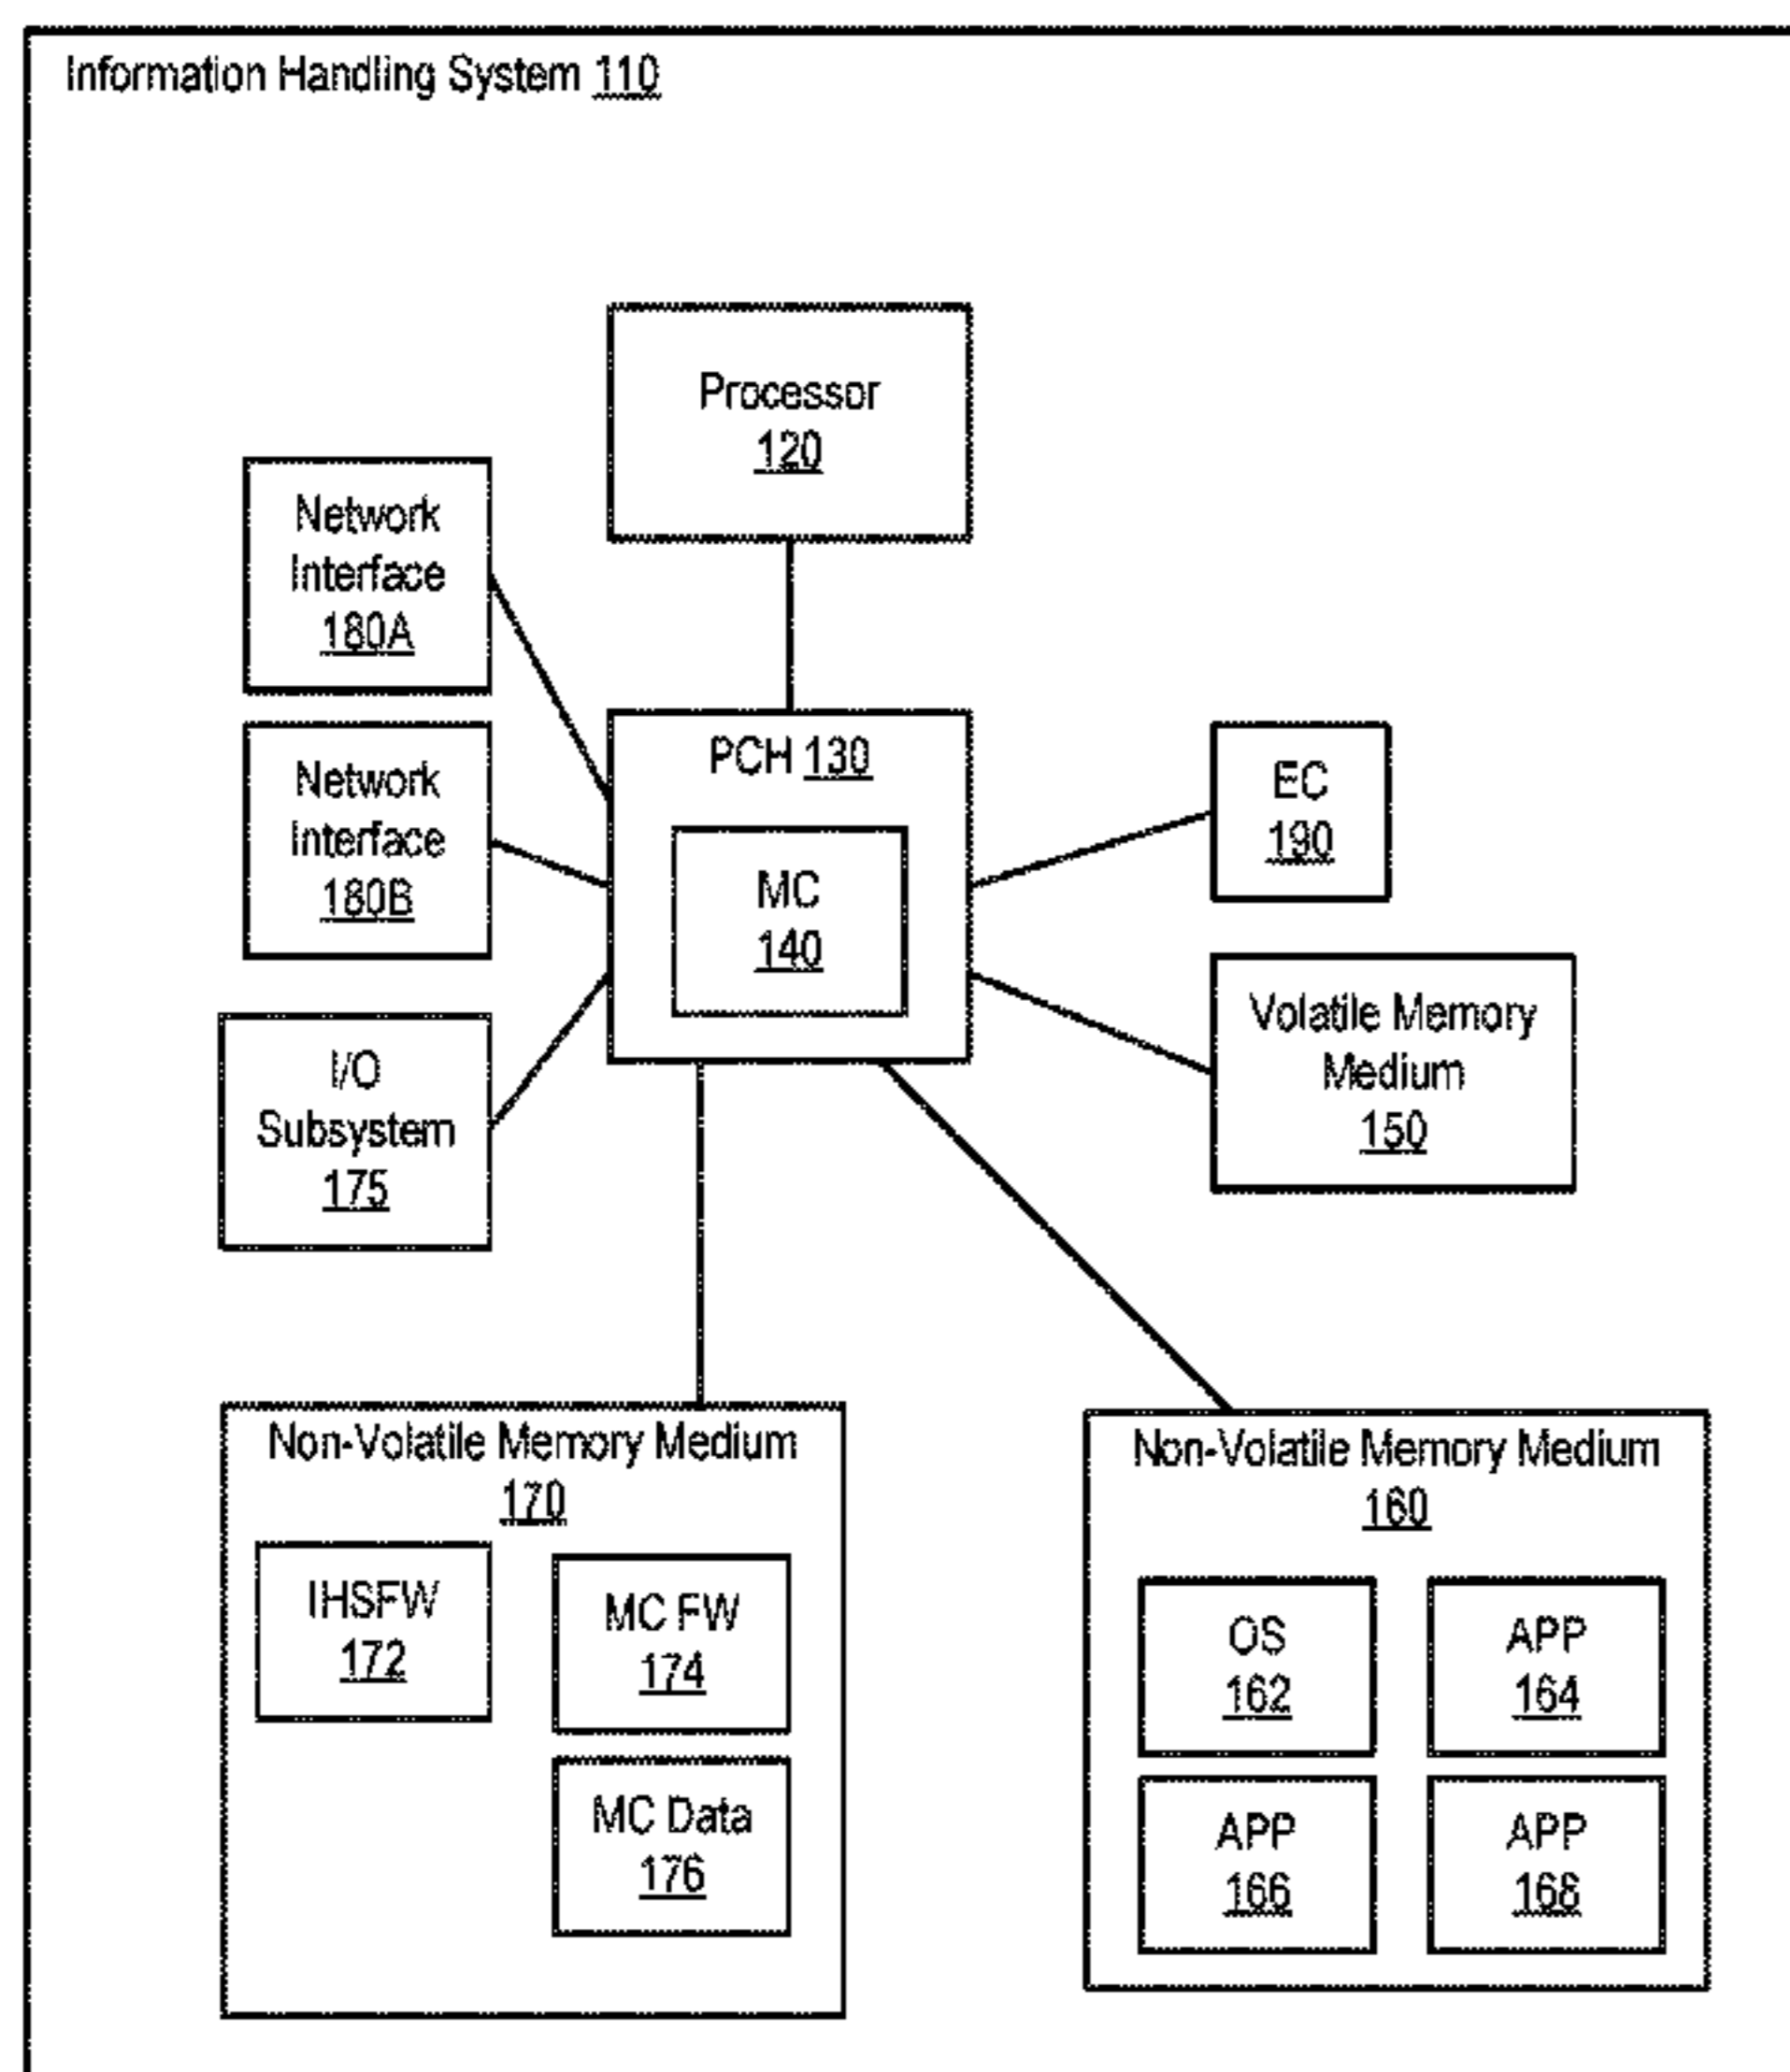 Information Handling System 110
Processor
120
Network
Interface
180A
PCH 130
Network
Interface
180B
MC
140
EC
190
I/O
Subsystem
175
Volatile Memory
Medium
150
Non-Volatile Memory Medium
170
IHSFW
172
MC FW
174
MC Data
176
Non-Volatile Memory Medium
160
OS
162
APP
164
APP
166
APP
168